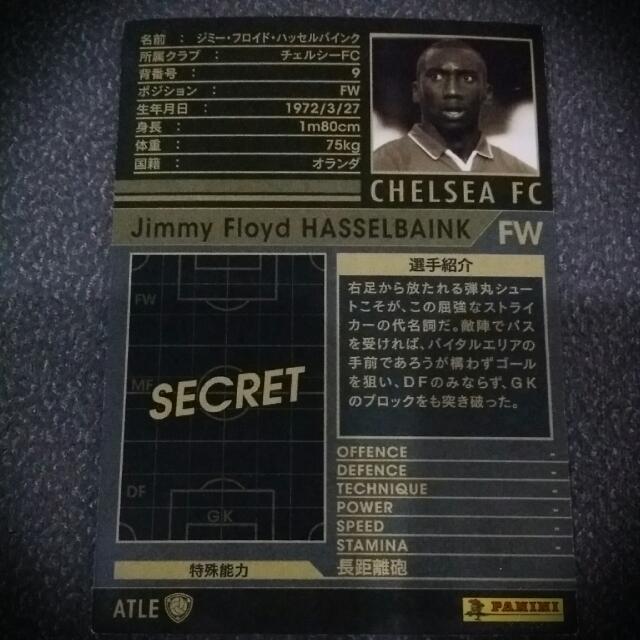 名前 : ジミー・フロイド・ハッセルバインク
所属クラブ : チェルシーFC
背番号 : 9
ポジション : FW
生年月日 : 1972/3/27
身長 : 1m80cm
体重 : 75kg
国籍 : オランダ
CHELSEA FC
Jimmy Floyd HASSELBAINK FW
FW
MF
SECRET
DF
GK
選手紹介
右足から放たれる弾丸シュー
トこそが、この屈強なストライ
カーの代名詞だ。敵陣でパス
を受ければ、バイタルエリアの
手前であろうが構わずゴール
を狙い、DFのみならず、GK
のブロックをも突き破った。
OFFENCE -
DEFENCE -
TECHNIQUE -
POWER -
SPEED -
STAMINA -
特殊能力 長距離砲
ATLE
PANINI